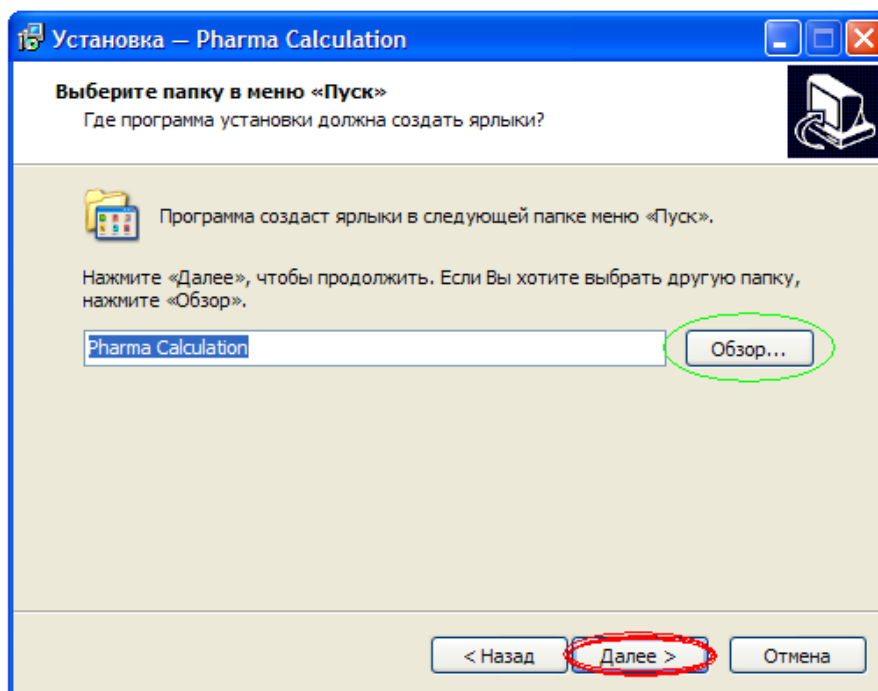 Установка — Pharma Calculation
Выберите папку в меню «Пуск»
Где программа установки должна создать ярлыки?
Программа создаст ярлыки в следующей папке меню «Пуск».
Нажмите «Далее», чтобы продолжить. Если Вы хотите выбрать другую папку,
нажмите «Обзор».
Pharma Calculation
Обзор...
< Назад
Далее >
Отмена